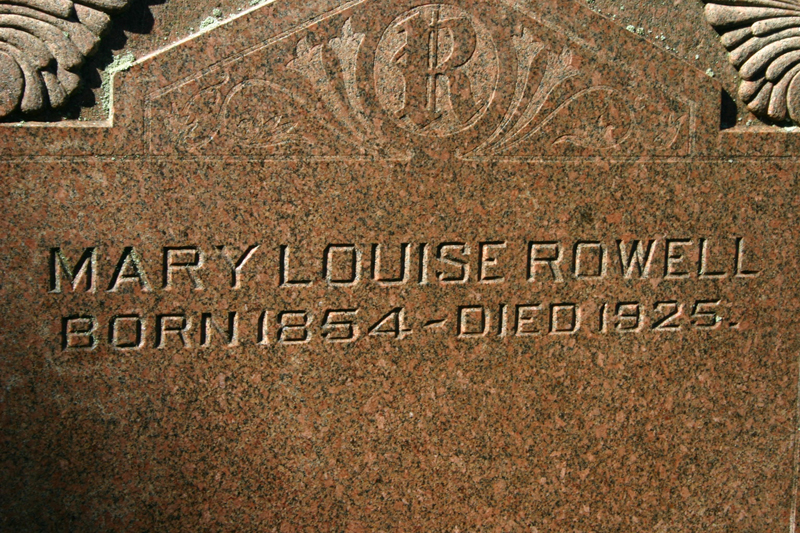 R
MARY LOUISE ROWELL
BORN 1854 - DIED 1925.